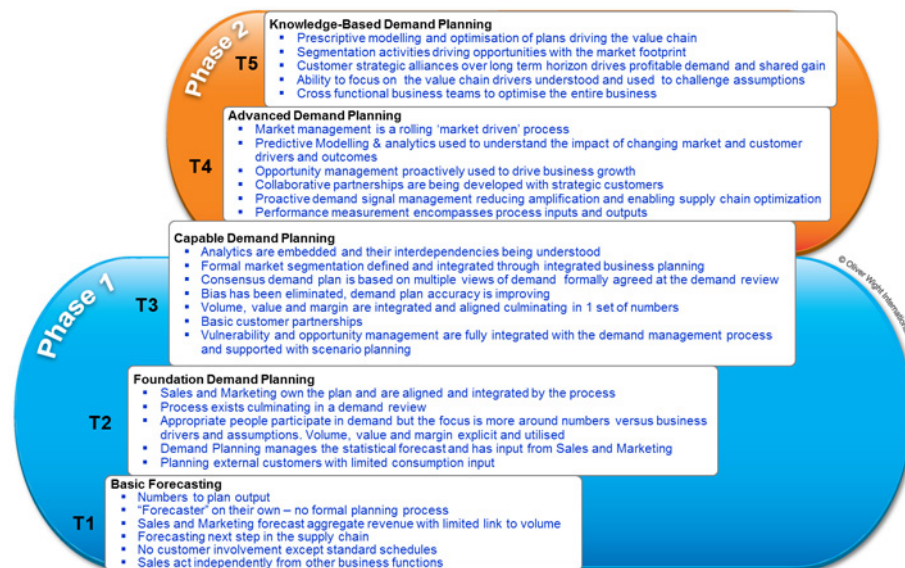 Phase 2
T5
Knowledge-Based Demand Planning
▪ Prescriptive modelling and optimisation of plans driving the value chain
▪ Segmentation activities driving opportunities with the market footprint
▪ Customer strategic alliances over long term horizon drives profitable demand and shared gain
▪ Ability to focus on the value chain drivers understood and used to challenge assumptions
▪ Cross functional business teams to optimise the entire business
T4
Advanced Demand Planning
▪ Market management is a rolling ‘market driven’ process
▪ Predictive Modelling & analytics used to understand the impact of changing market and customer
drivers and outcomes
▪ Opportunity management proactively used to drive business growth
▪ Collaborative partnerships are being developed with strategic customers
▪ Proactive demand signal management reducing amplification and enabling supply chain optimization
▪ Performance measurement encompasses process inputs and outputs
Phase 1
T3
Capable Demand Planning
▪ Analytics are embedded and their interdependencies being understood
▪ Formal market segmentation defined and integrated through integrated business planning
▪ Consensus demand plan is based on multiple views of demand formally agreed at the demand review
▪ Bias has been eliminated, demand plan accuracy is improving
▪ Volume, value and margin are integrated and aligned culminating in 1 set of numbers
▪ Basic customer partnerships
▪ Vulnerability and opportunity management are fully integrated with the demand management process
and supported with scenario planning
© Oliver Wight International
T2
Foundation Demand Planning
▪ Sales and Marketing own the plan and are aligned and integrated by the process
▪ Process exists culminating in a demand review
▪ Appropriate people participate in demand but the focus is more around numbers versus business
drivers and assumptions. Volume, value and margin explicit and utilised
▪ Demand Planning manages the statistical forecast and has input from Sales and Marketing
▪ Planning external customers with limited consumption input
T1
Basic Forecasting
▪ Numbers to plan output
▪ “Forecaster” on their own – no formal planning process
▪ Sales and Marketing forecast aggregate revenue with limited link to volume
▪ Forecasting next step in the supply chain
▪ No customer involvement except standard schedules
▪ Sales act independently from other business functions